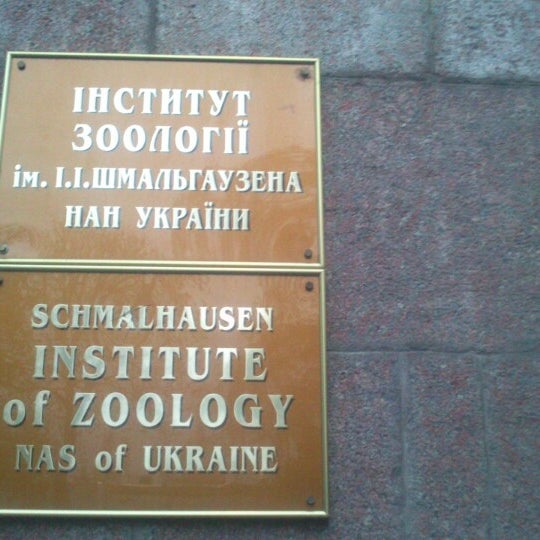 ІНСТИТУТ
ЗООЛОГІЇ
ім. І.І.ШМАЛЬГАУЗЕНА
НАН УКРАЇНИ
SCHMALHAUSEN
INSTITUTE
of ZOOLOGY
NAS of UKRAINE